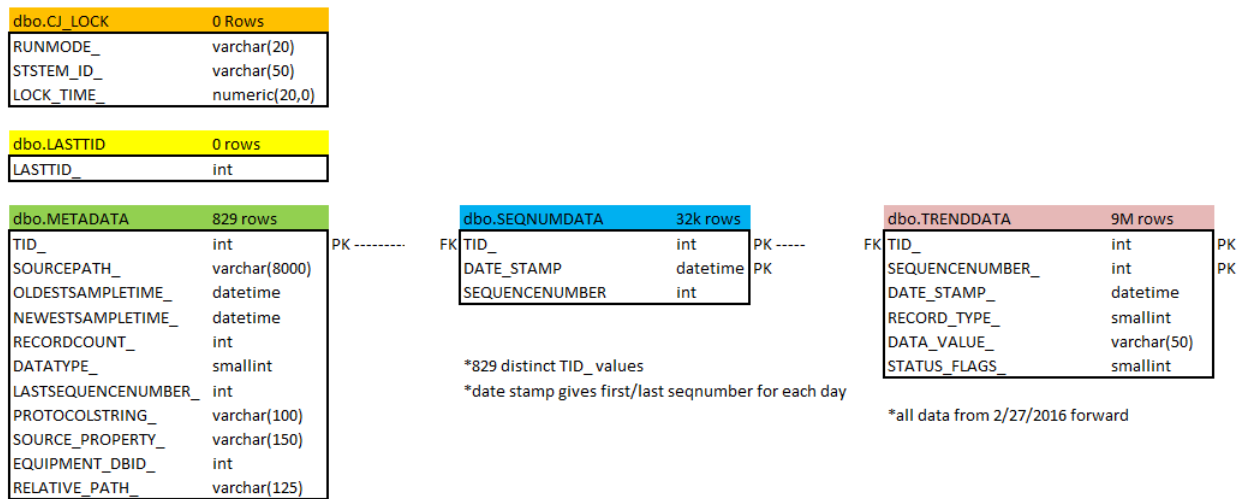 dbo.CJ_LOCK 0 Rows
RUNMODE_ varchar(20)
STSTEM_ID_ varchar(50)
LOCK_TIME_ numeric(20,0)
dbo.LASTTID 0 rows
LASTTID_ int
dbo.METADATA 829 rows
TID_ int PK ---------
SOURCEPATH_ varchar(8000)
OLDESTSAMPLETIME_ datetime
NEWESTSAMPLETIME_ datetime
RECORDCOUNT_ int
DATATYPE_ smallint
LASTSEQUENCENUMBER_ int
PROTOCOLSTRING_ varchar(100)
SOURCE_PROPERTY_ varchar(150)
EQUIPMENT_DBID_ int
RELATIVE_PATH_ varchar(125)
dbo.SEQNUMDATA 32k rows
FK TID_ int PK -----
DATE_STAMP datetime PK
SEQUENCENUMBER int
*829 distinct TID_ values
*date stamp gives first/last seqnumber for each day
dbo.TRENDDATA 9M rows
FK TID_ int PK
SEQUENCENUMBER_ int PK
DATE_STAMP_ datetime
RECORD_TYPE_ smallint
DATA_VALUE_ varchar(50)
STATUS_FLAGS_ smallint
*all data from 2/27/2016 forward